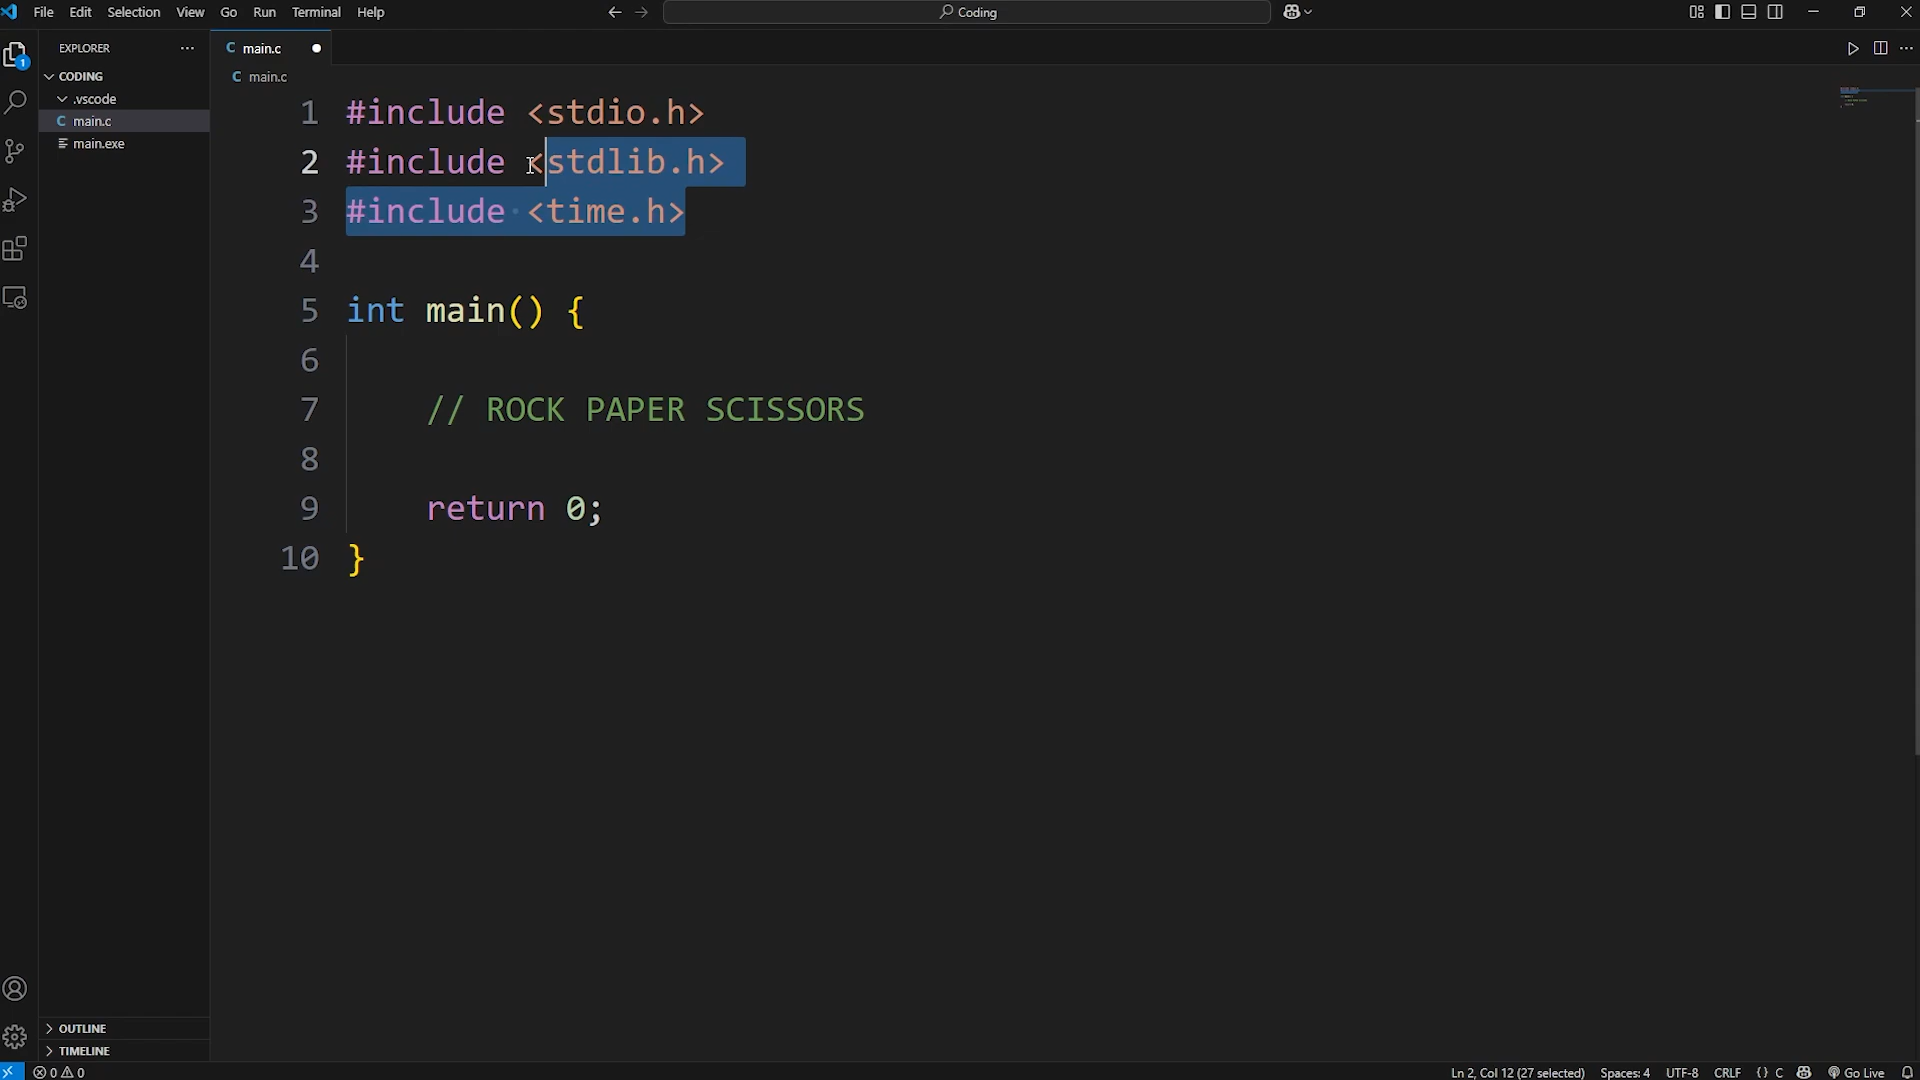 File Edit Selection View Go Run Terminal Help
Coding
EXPLORER
CODING
.vscode
C main.c
main.exe
OUTLINE
TIMELINE
1
C main.c
C main.c
1 #include <stdio.h>
2 #include <stdlib.h>
3 #include <time.h>
4
5 int main() {
6
7 // ROCK PAPER SCISSORS
8
9 return 0;
10 }
0 0
Ln 2, Col 12 (27 selected) Spaces: 4 UTF-8 CRLF {} C Go Live